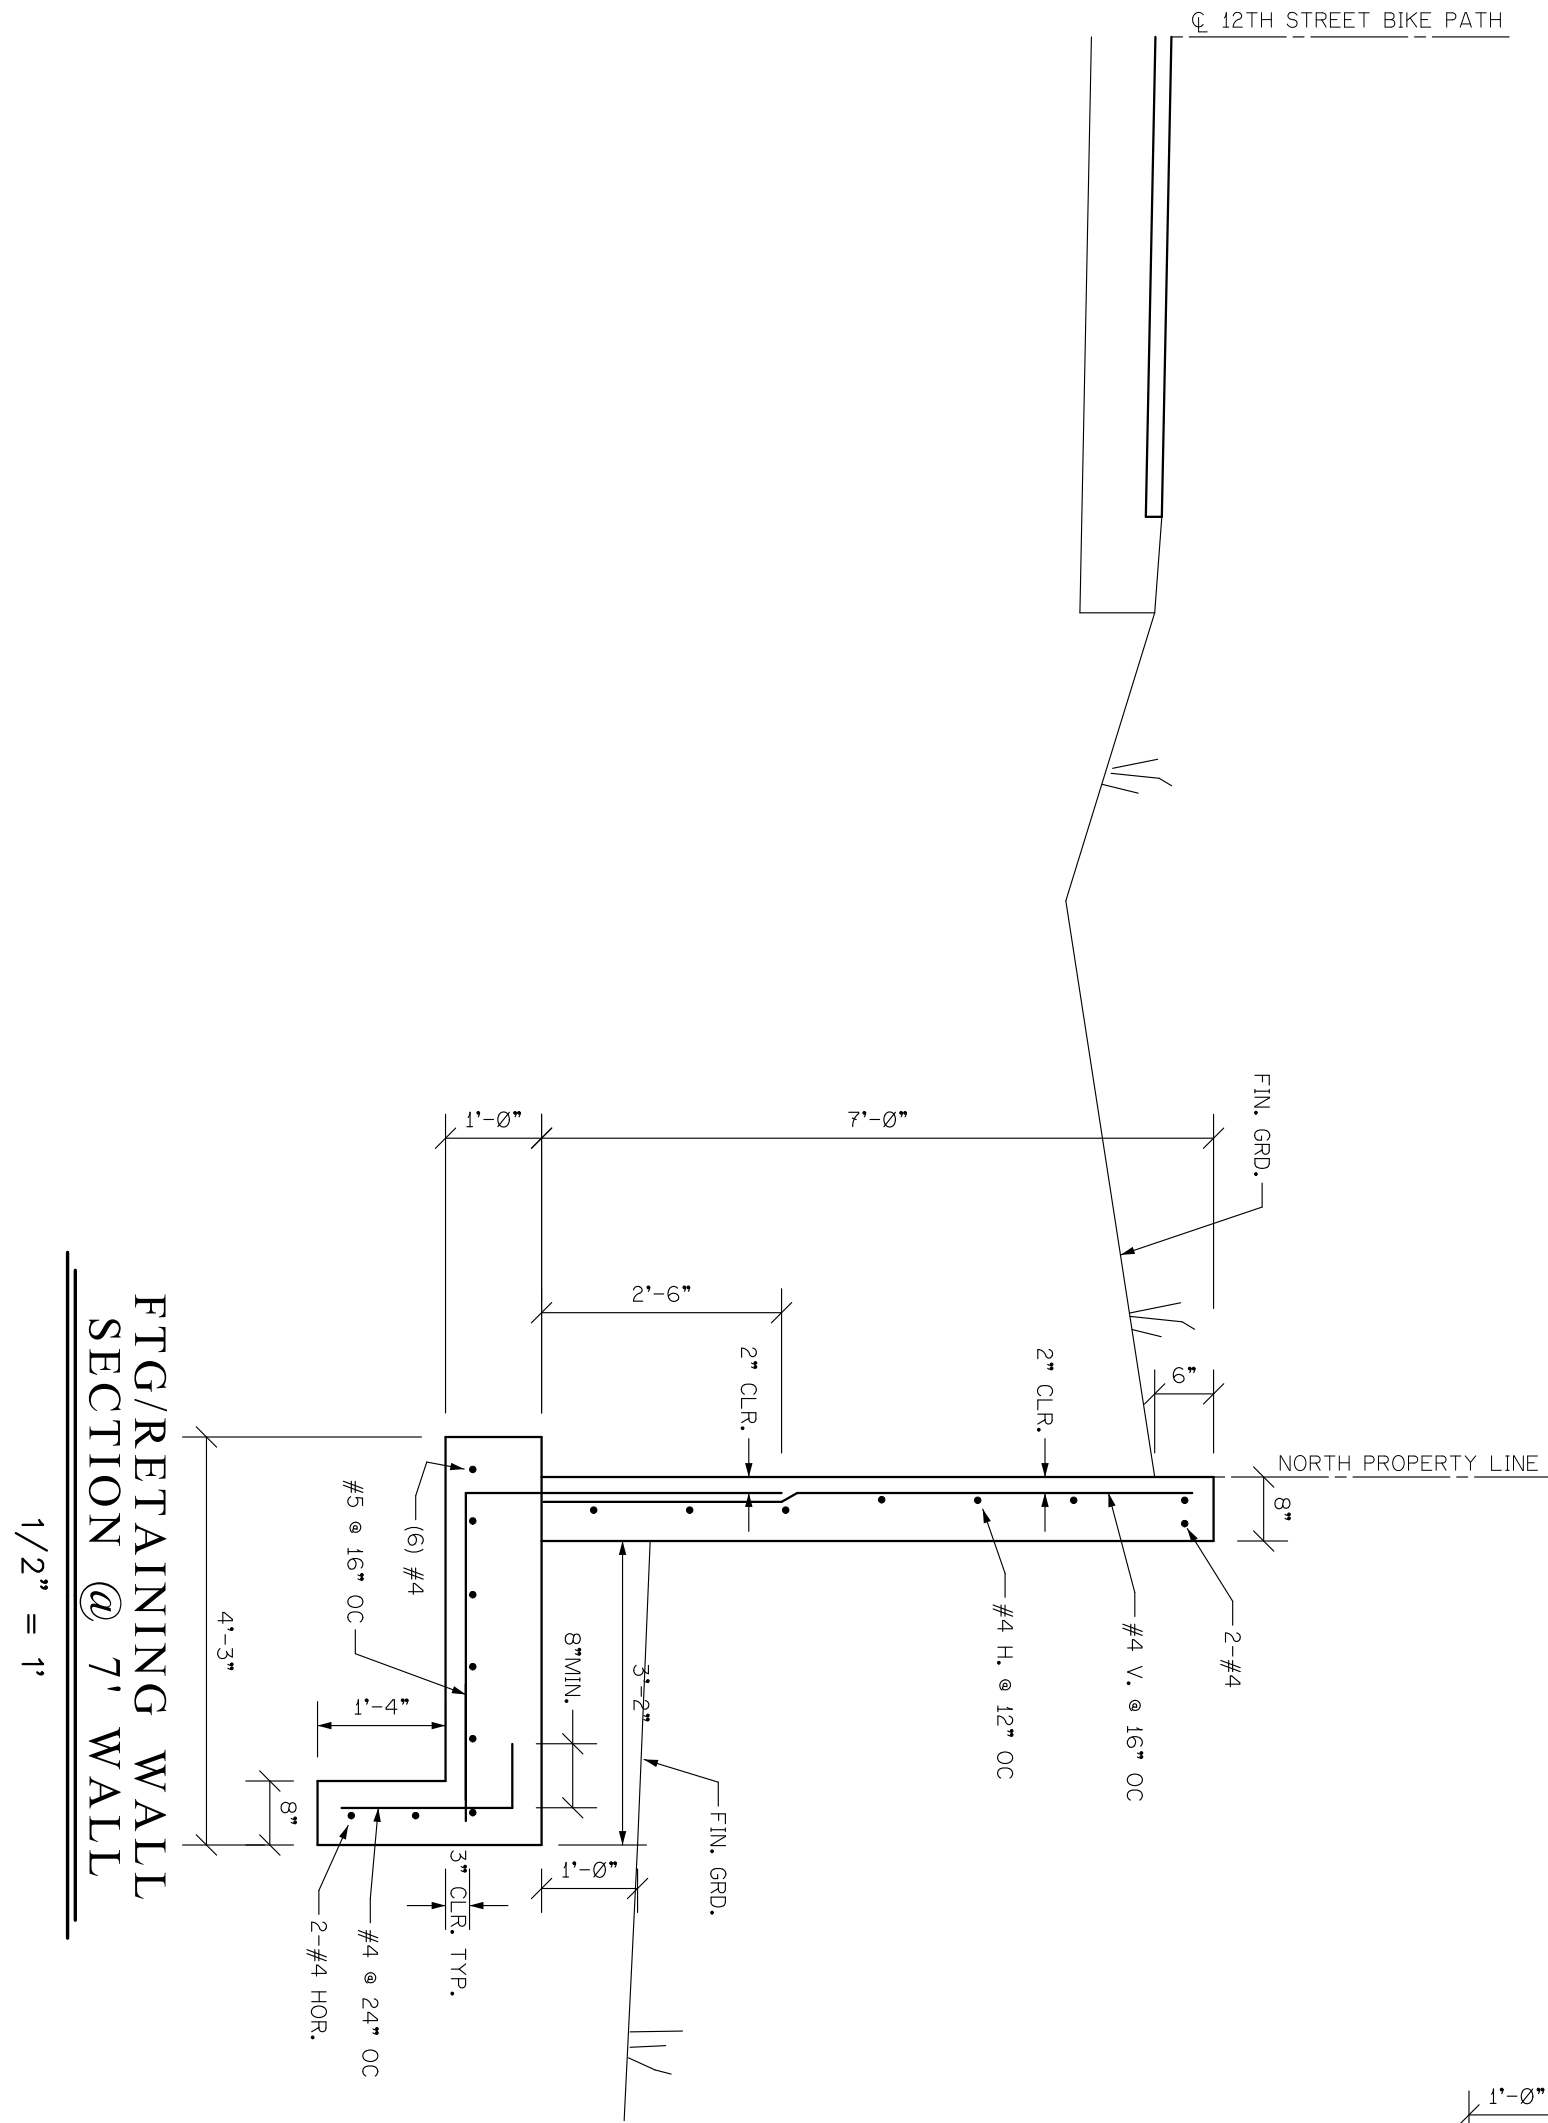 ℄ 12TH STREET BIKE PATH
FIN. GRD.
1'-0"
7'-0"
2'-6"
2" CLR.
2" CLR.
6"
NORTH PROPERTY LINE
8"
#5 @ 16" OC
(6) #4
4'-3"
1'-4"
8"MIN.
3'-2"
#4 H. @ 12" OC
#4 V. @ 16" OC
2-#4
8"
FIN. GRD.
3" CLR. TYP.
1'-0"
2-#4 HOR.
#4 @ 24" OC
FTG/RETAINING WALL
SECTION @ 7' WALL
1/2" = 1'
1'-0"